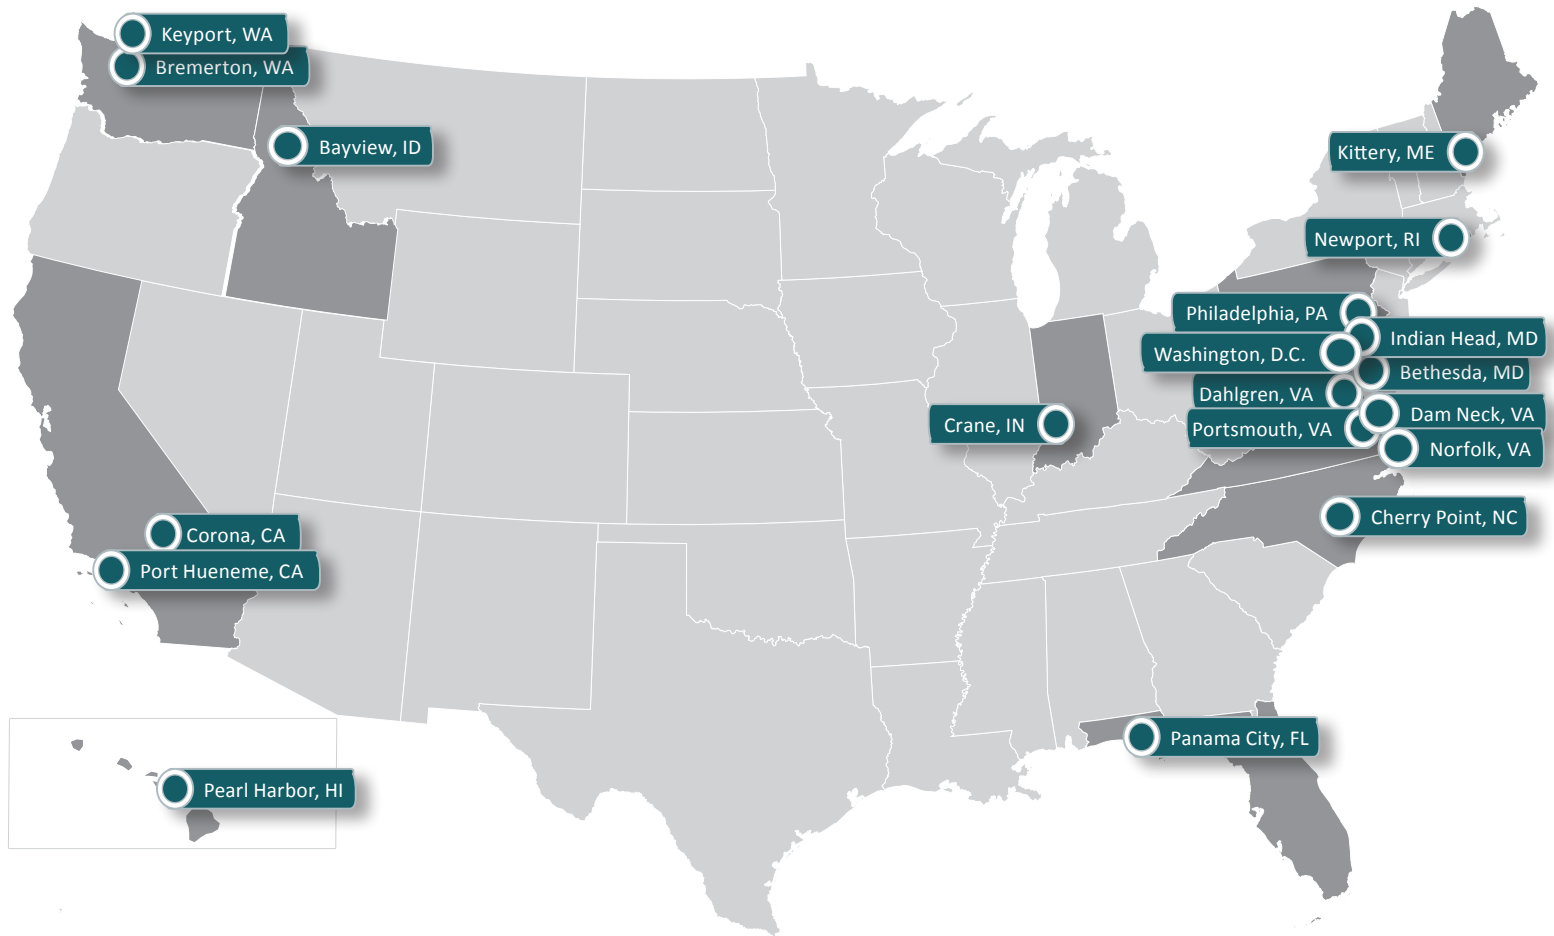 Keyport, WA
Bremerton, WA
Bayview, ID
Kittery, ME
Newport, RI
Philadelphia, PA
Indian Head, MD
Washington, D.C.
Bethesda, MD
Dahlgren, VA
Dam Neck, VA
Portsmouth, VA
Norfolk, VA
Crane, IN
Cherry Point, NC
Corona, CA
Port Hueneme, CA
Panama City, FL
Pearl Harbor, HI